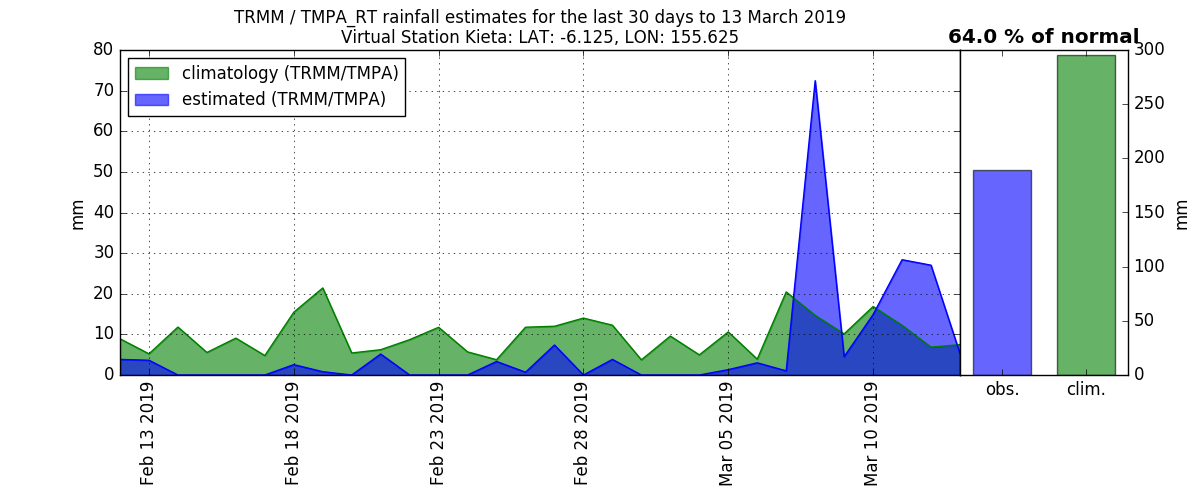 TRMM / TMPA_RT rainfall estimates for the last 30 days to 13 March 2019
Virtual Station Kieta: LAT: -6.125, LON: 155.625
64.0 % of normal
climatology (TRMM/TMPA)
estimated (TRMM/TMPA)
80
70
60
50
40
30
20
10
0
mm
Feb 13 2019
Feb 18 2019
Feb 23 2019
Feb 28 2019
Mar 05 2019
Mar 10 2019
300
250
200
150
100
50
0
mm
obs.
clim.